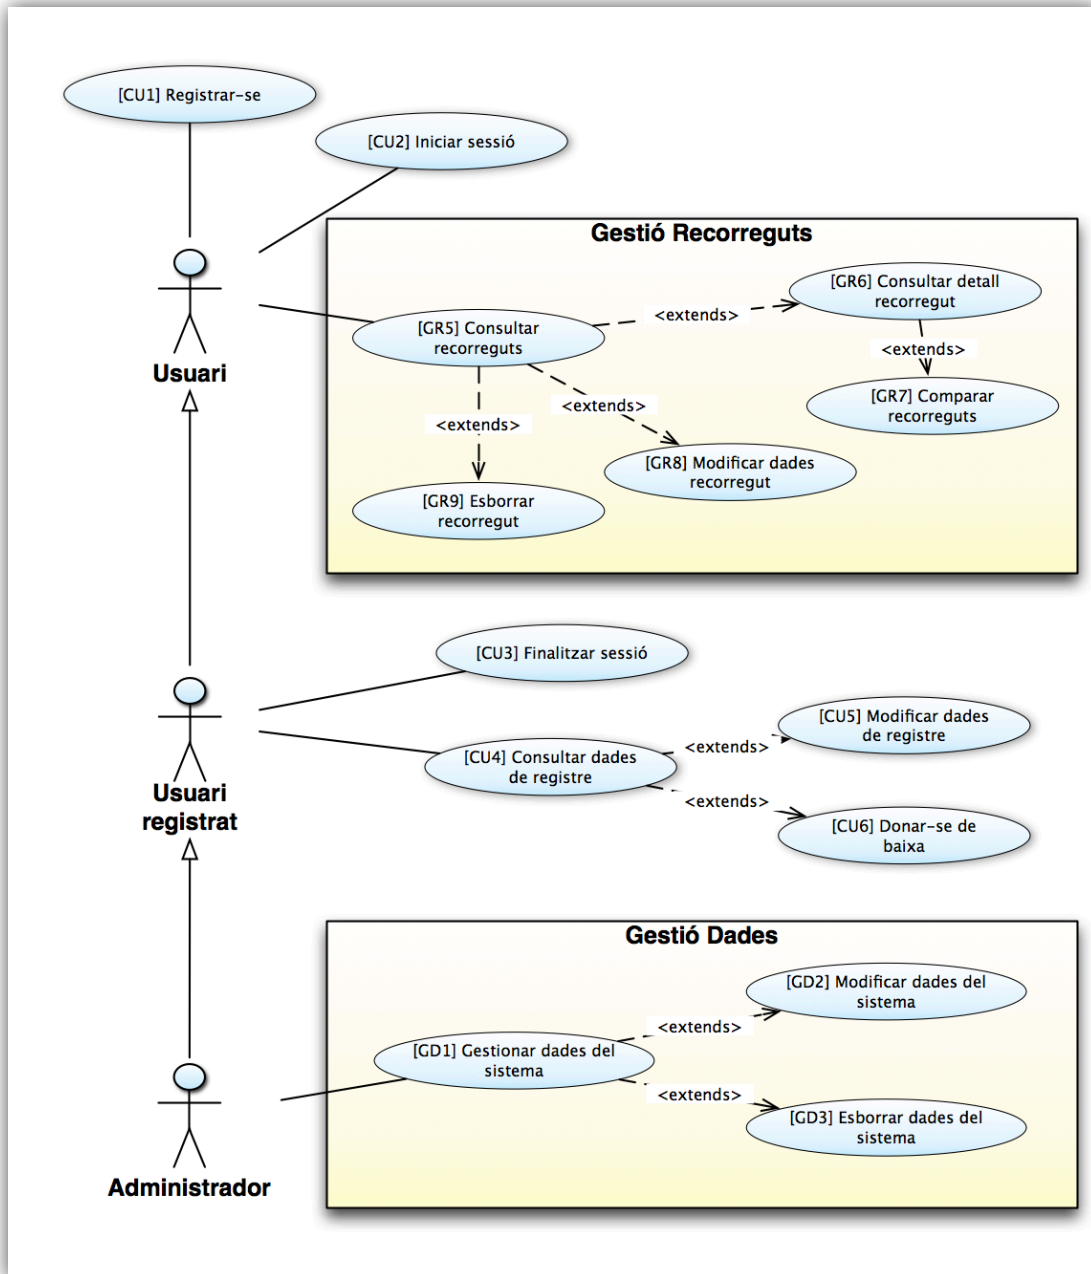 [CU1] Registrar-se
[CU2] Iniciar sessió
Gestió Recorreguts
[GR6] Consultar detall
recorregut
<extends>
[GR5] Consultar
recorreguts
<extends>
[GR7] Comparar
recorreguts
<extends>
<extends>
[GR8] Modificar dades
recorregut
[GR9] Esborrar
recorregut
Usuari
[CU3] Finalitzar sessió
[CU5] Modificar dades
de registre
<extends>
[CU4] Consultar dades
de registre
<extends>
[CU6] Donar-se de
baixa
Usuari
registrat
Gestió Dades
[GD2] Modificar dades del
sistema
<extends>
[GD1] Gestionar dades del
sistema
<extends>
[GD3] Esborrar dades del
sistema
Administrador